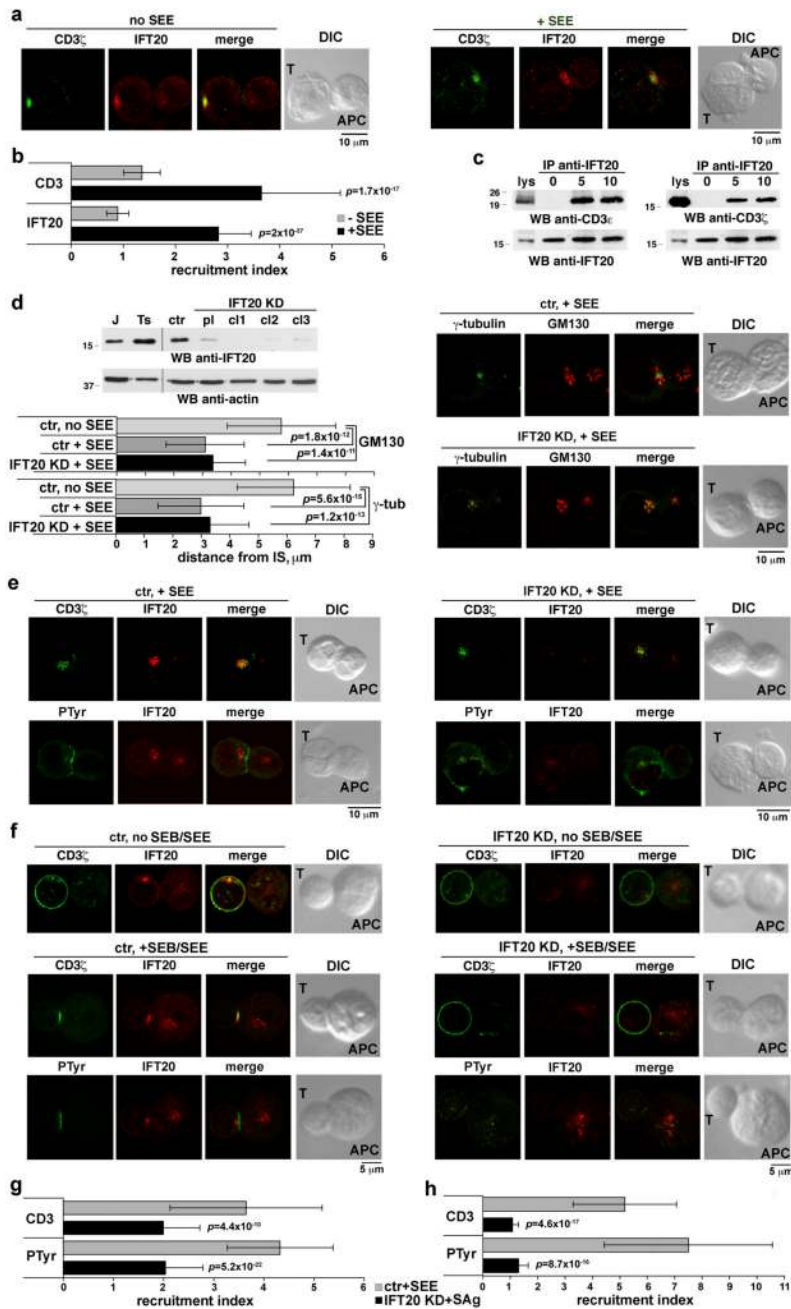 a
no SEE
CD3ζ IFT20 merge DIC
T
APC
10 μm
+ SEE
CD3ζ IFT20 merge DIC
APC
T
10 μm
b
CD3
IFT20
p=1.7x10-17
p=2x10-37
- SEE
+SEE
0 1 2 3 4 5 6
recruitment index
c
IP anti-IFT20
lys 0 5 10
26
19
WB anti-CD3ε
WB anti-IFT20
15
IP anti-IFT20
lys 0 5 10
15
WB anti-CD3ζ
WB anti-IFT20
15
d
IFT20 KD
J Ts ctr pl cl1 cl2 cl3
15
WB anti-IFT20
37
WB anti-actin
ctr, no SEE
ctr + SEE
IFT20 KD + SEE
p=1.8x10-12
p=1.4x10-11
GM130
ctr, no SEE
ctr + SEE
IFT20 KD + SEE
p=5.6x10-15
p=1.2x10-13
γ-tub
0 1 2 3 4 5 6 7 8 9
distance from IS, μm
ctr, + SEE
γ-tubulin GM130 merge DIC
T
APC
IFT20 KD, + SEE
γ-tubulin GM130 merge DIC
T
APC
10 μm
e
ctr, + SEE
CD3ζ IFT20 merge DIC
T
APC
PTyr IFT20 merge
T
APC
10 μm
IFT20 KD, + SEE
CD3ζ IFT20 merge DIC
T
APC
PTyr IFT20 merge
T
APC
10 μm
f
ctr, no SEB/SEE
CD3ζ IFT20 merge DIC
T
APC
ctr, +SEB/SEE
CD3ζ IFT20 merge DIC
T
APC
PTyr IFT20 merge
T
APC
5 μm
IFT20 KD, no SEB/SEE
CD3ζ IFT20 merge DIC
T
APC
IFT20 KD, +SEB/SEE
CD3ζ IFT20 merge DIC
T
APC
PTyr IFT20 merge
T
APC
5 μm
g
CD3
PTyr
p=4.4x10-10
p=5.2x10-22
0 1 2 3 4 5 6
recruitment index
ctr+SEE
IFT20 KD+SAg
h
CD3
PTyr
p=4.6x10-17
p=8.7x10-16
0 1 2 3 4 5 6 7 8 9 10 11
recruitment index